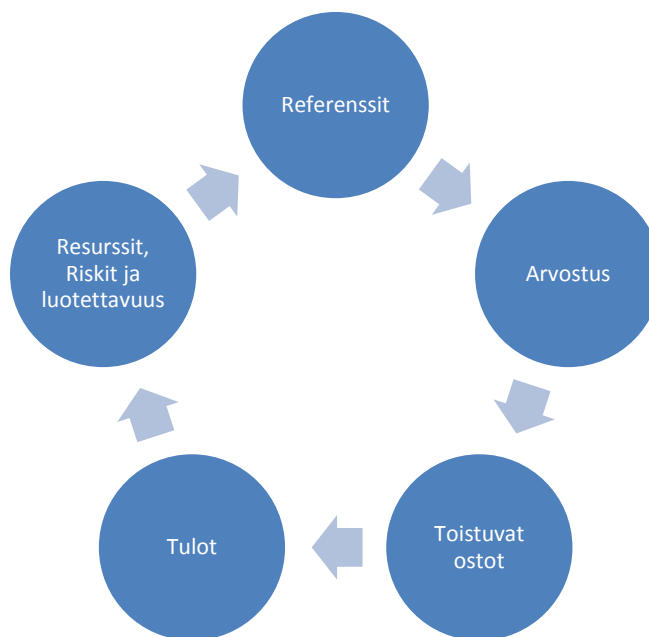 Referenssit
Arvostus
Toistuvat
ostot
Tulot
Resurssit,
Riskit ja
luotettavuus